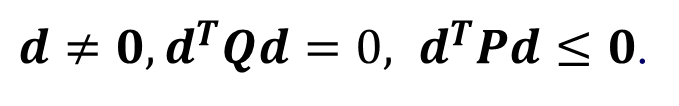 d ≠ 0, dᵀQd = 0, dᵀPd ≤ 0.